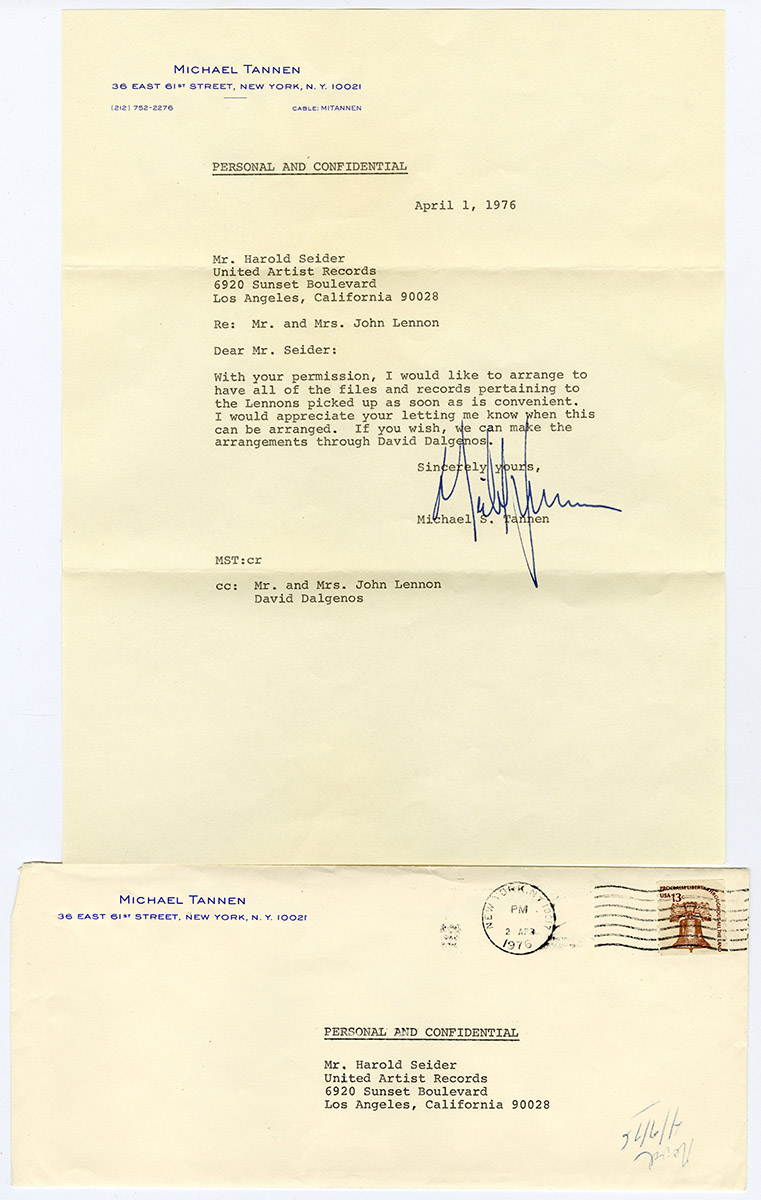 MICHAEL TANNEN
36 EAST 61ST STREET, NEW YORK, N. Y. 10021
(212) 752-2276 CABLE: MITANNEN
PERSONAL AND CONFIDENTIAL
April 1, 1976
Mr. Harold Seider
United Artist Records
6920 Sunset Boulevard
Los Angeles, California 90028
Re: Mr. and Mrs. John Lennon
Dear Mr. Seider:
With your permission, I would like to arrange to
have all of the files and records pertaining to
the Lennons picked up as soon as is convenient.
I would appreciate your letting me know when this
can be arranged. If you wish, we can make the
arrangements through David Dalgenos.
Sincerely yours,
Michael S. Tannen
MST:cr
cc: Mr. and Mrs. John Lennon
David Dalgenos
MICHAEL TANNEN
36 EAST 61ST STREET, NEW YORK, N. Y. 10021
NEW YORK, N.Y.
PM
2 APR
1976
USA 13c
PERSONAL AND CONFIDENTIAL
Mr. Harold Seider
United Artist Records
6920 Sunset Boulevard
Los Angeles, California 90028